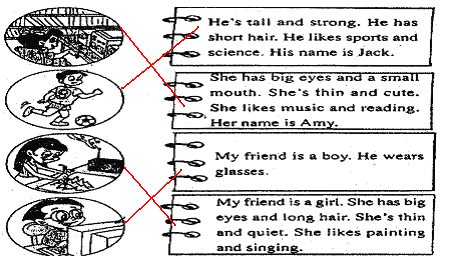 He's tall and strong. He has
short hair. He likes sports and
science. His name is Jack.
She has big eyes and a small
mouth. She's thin and cute.
She likes music and reading.
Her name is Amy.
My friend is a boy. He wears
glasses.
My friend is a girl. She has big
eyes and long hair. She's thin
and quiet. She likes painting
and singing.